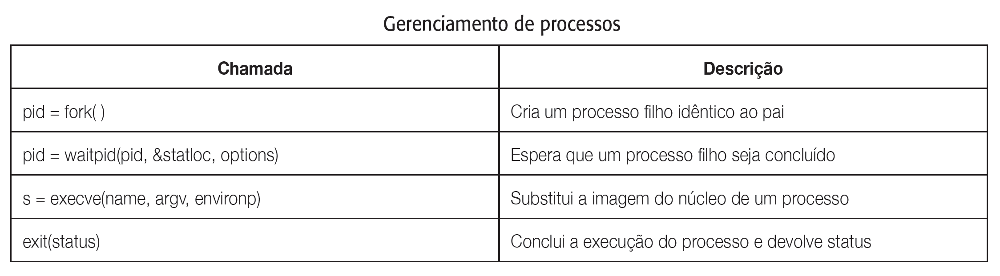 Gerenciamento de processos
Chamada Descrição
pid = fork( ) Cria um processo filho idêntico ao pai
pid = waitpid(pid, &statloc, options) Espera que um processo filho seja concluído
s = execve(name, argv, environp) Substitui a imagem do núcleo de um processo
exit(status) Conclui a execução do processo e devolve status